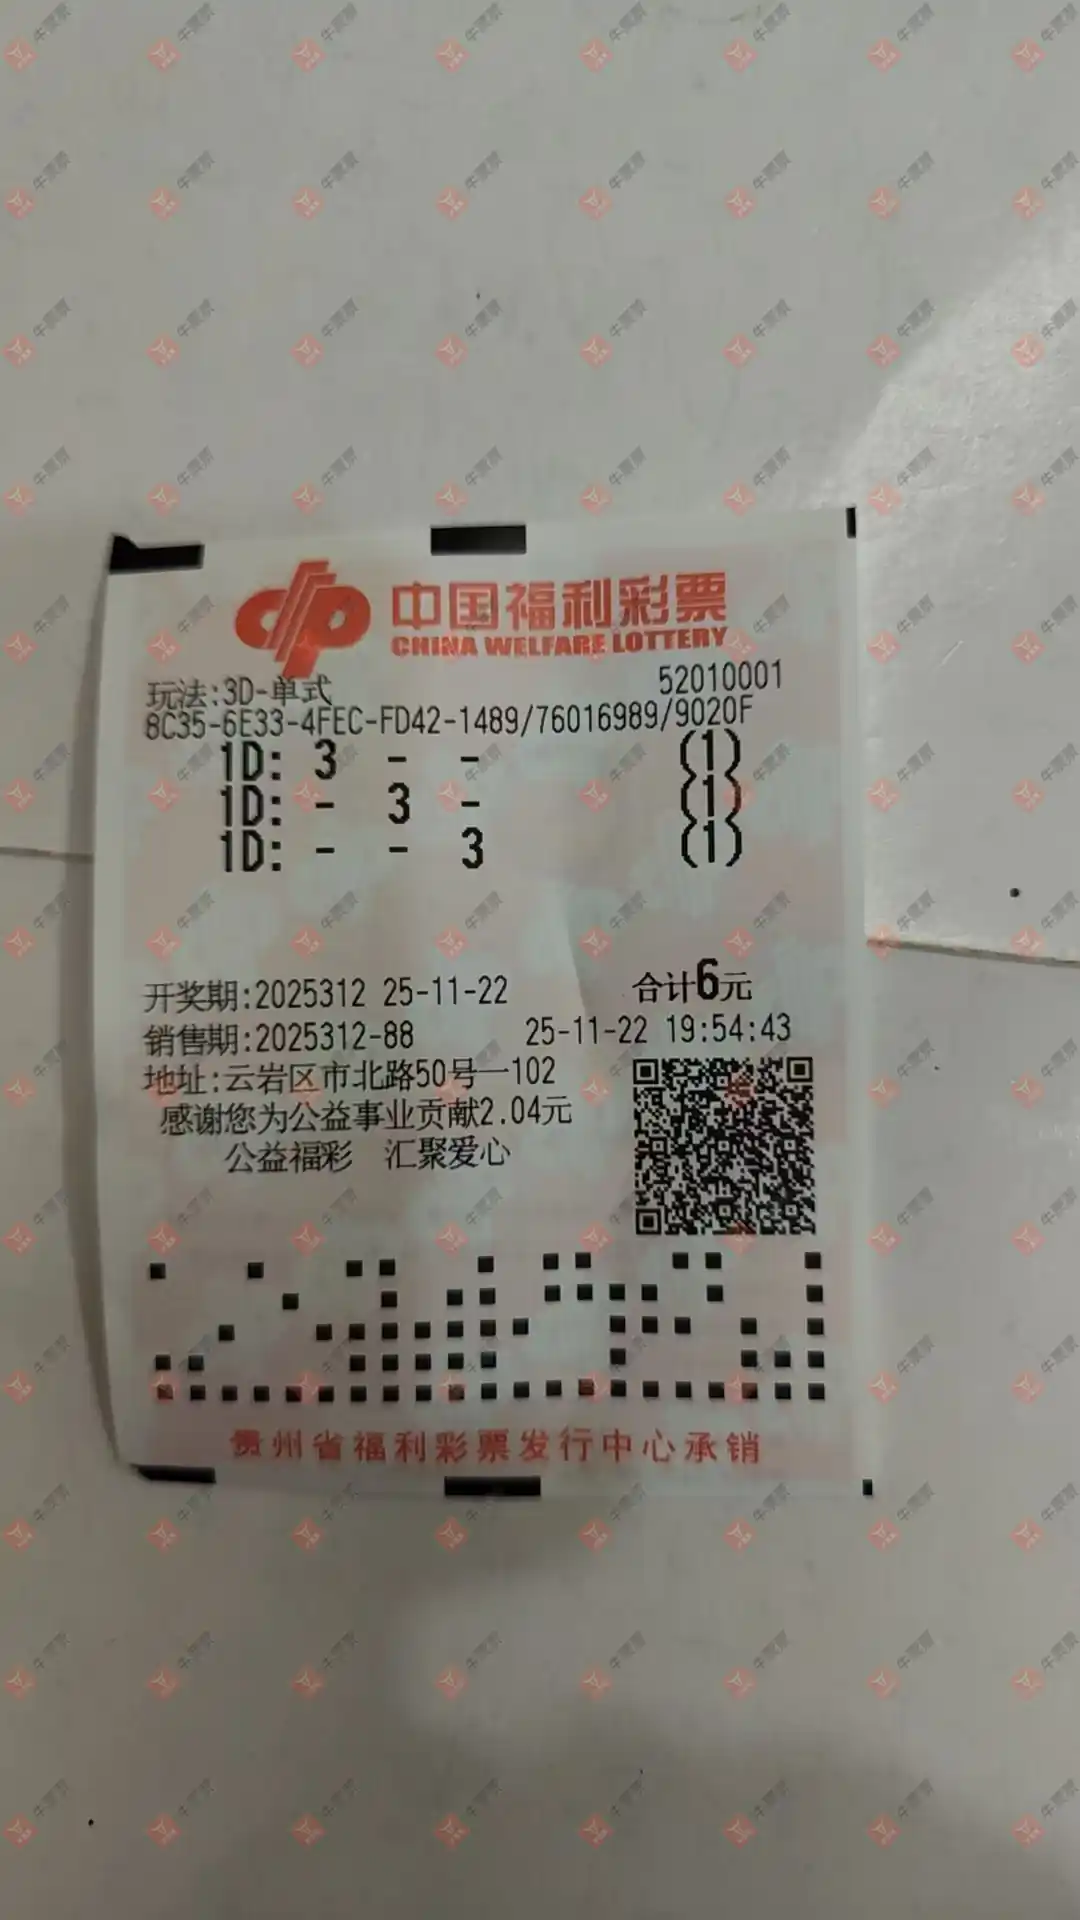 中国福利彩票
CHINA WELFARE LOTTERY
玩法:3D-单式 52010001
8C35-6E33-4FEC-FD42-1489/76016989/9020F
1D: 3 - - (1)
1D: - 3 - (1)
1D: - - 3 (1)
开奖期:2025312 25-11-22 合计6元
销售期:2025312-88 25-11-22 19:54:43
地址:云岩区市北路50号一102
感谢您为公益事业贡献2.04元
公益福彩 汇聚爱心
贵州省福利彩票发行中心承销
牛票票